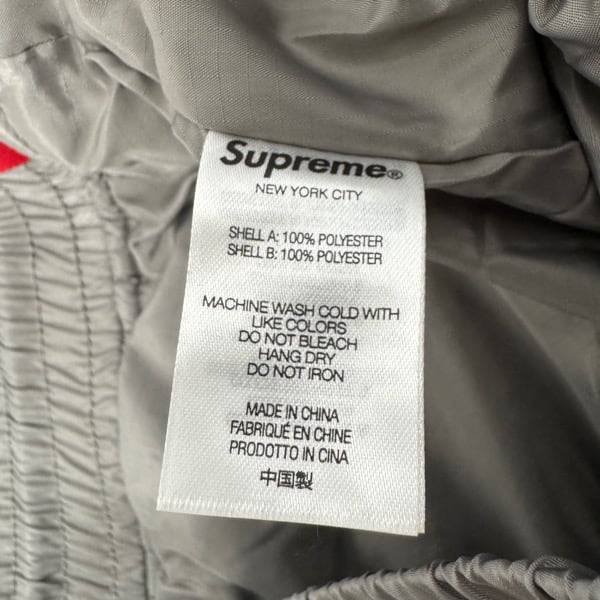 Supreme®
NEW YORK CITY
SHELL A: 100% POLYESTER
SHELL B: 100% POLYESTER
MACHINE WASH COLD WITH
LIKE COLORS
DO NOT BLEACH
HANG DRY
DO NOT IRON
MADE IN CHINA
FABRIQUÉ EN CHINE
PRODOTTO IN CINA
中国製